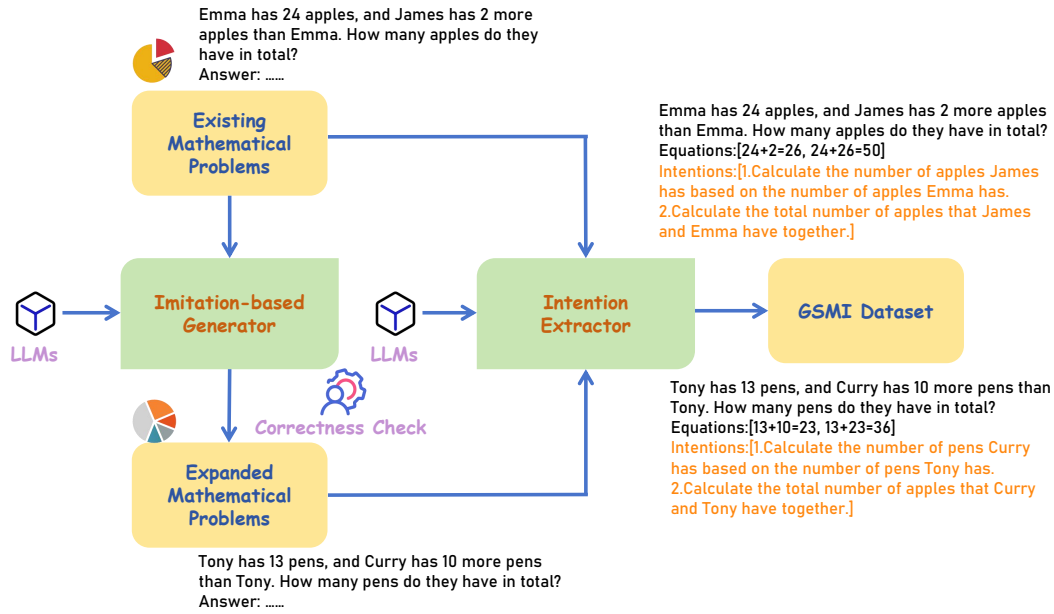 Emma has 24 apples, and James has 2 more
apples than Emma. How many apples do they
have in total?
Answer: ......
Existing
Mathematical
Problems
Emma has 24 apples, and James has 2 more apples
than Emma. How many apples do they have in total?
Equations:[24+2=26, 24+26=50]
Intentions:[1.Calculate the number of apples James
has based on the number of apples Emma has.
2.Calculate the total number of apples that James
and Emma have together.]
LLMs
Imitation-based
Generator
LLMs
Intention
Extractor
GSMI Dataset
Correctness Check
Expanded
Mathematical
Problems
Tony has 13 pens, and Curry has 10 more pens than
Tony. How many pens do they have in total?
Equations:[13+10=23, 13+23=36]
Intentions:[1.Calculate the number of pens Curry
has based on the number of pens Tony has.
2.Calculate the total number of apples that Curry
and Tony have together.]
Tony has 13 pens, and Curry has 10 more pens
than Tony. How many pens do they have in total?
Answer: ......